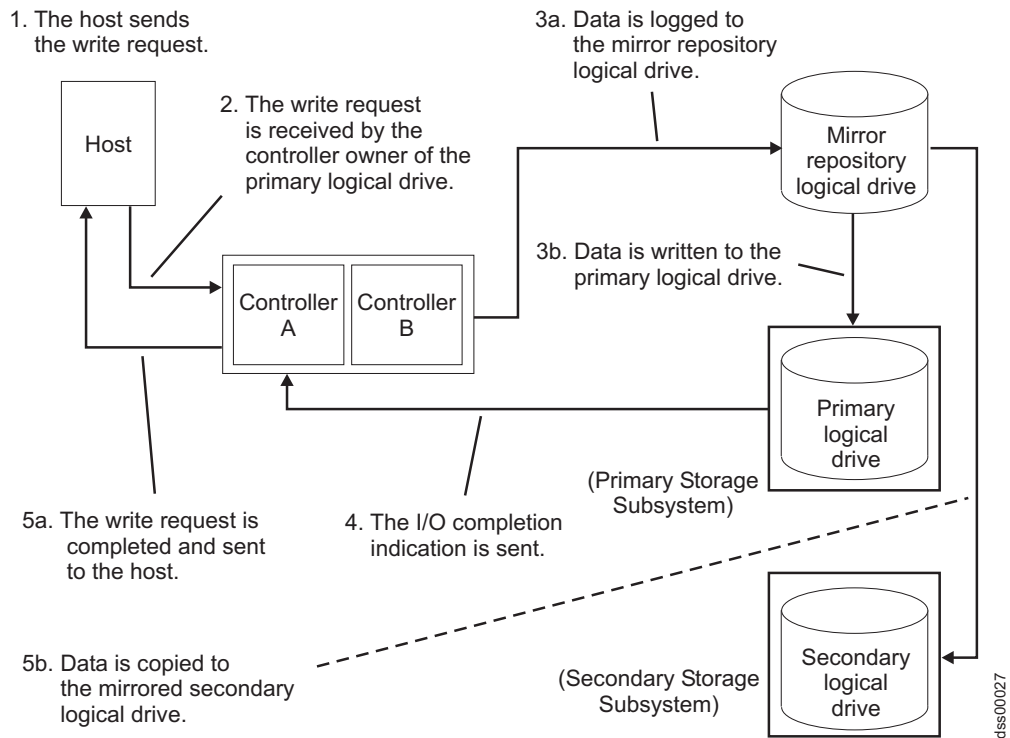 1. The host sends
the write request.
3a. Data is logged to
the mirror repository
logical drive.
2. The write request
is received by the
controller owner of the
primary logical drive.
Host
Mirror
repository
logical drive
3b. Data is written to the
primary logical drive.
Controller
A
Controller
B
Primary
logical
drive
(Primary Storage
Subsystem)
5a. The write request is
completed and sent
to the host.
4. The I/O completion
indication is sent.
5b. Data is copied to
the mirrored secondary
logical drive.
(Secondary Storage
Subsystem)
Secondary
logical
drive
dss00027